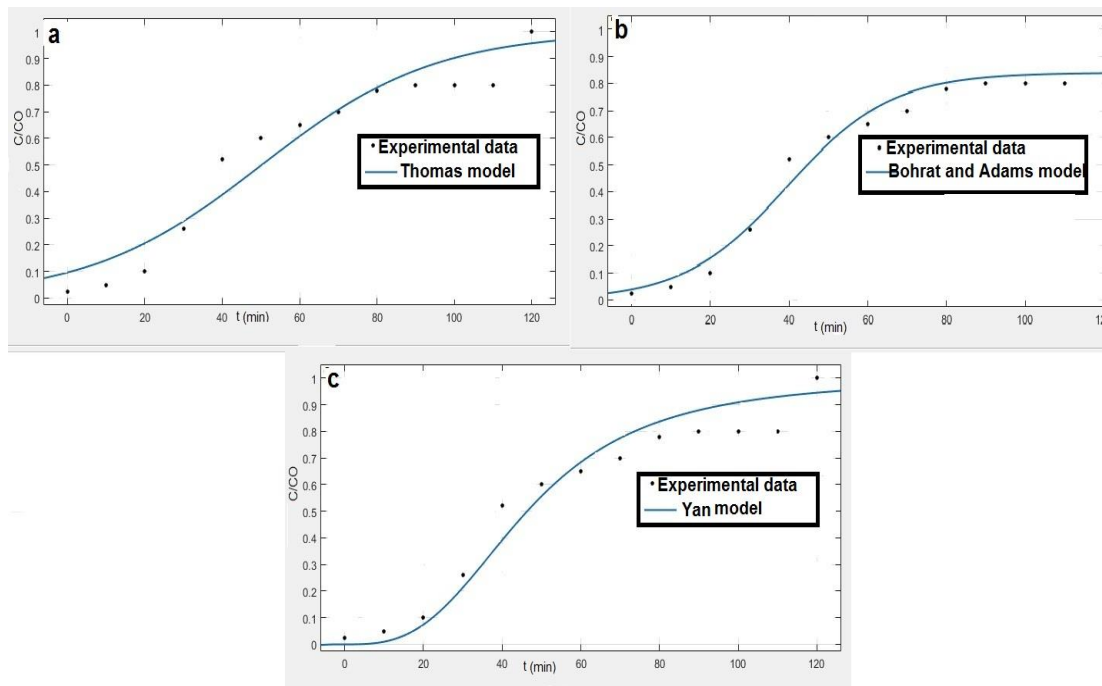 a
1
0.9
0.8
0.7
0.6
0.5
0.4
0.3
0.2
0.1
0
C/CO
Experimental data
Thomas model
0 20 40 60 80 100 120
t (min)
b
1
0.9
0.8
0.7
0.6
0.5
0.4
0.3
0.2
0.1
0
C/CO
Experimental data
Bohrat and Adams model
0 20 40 60 80 100
t (min)
c
1
0.9
0.8
0.7
0.6
0.5
0.4
0.3
0.2
0.1
0
C/CO
Experimental data
Yan model
0 20 40 60 80 100 120
t (min)